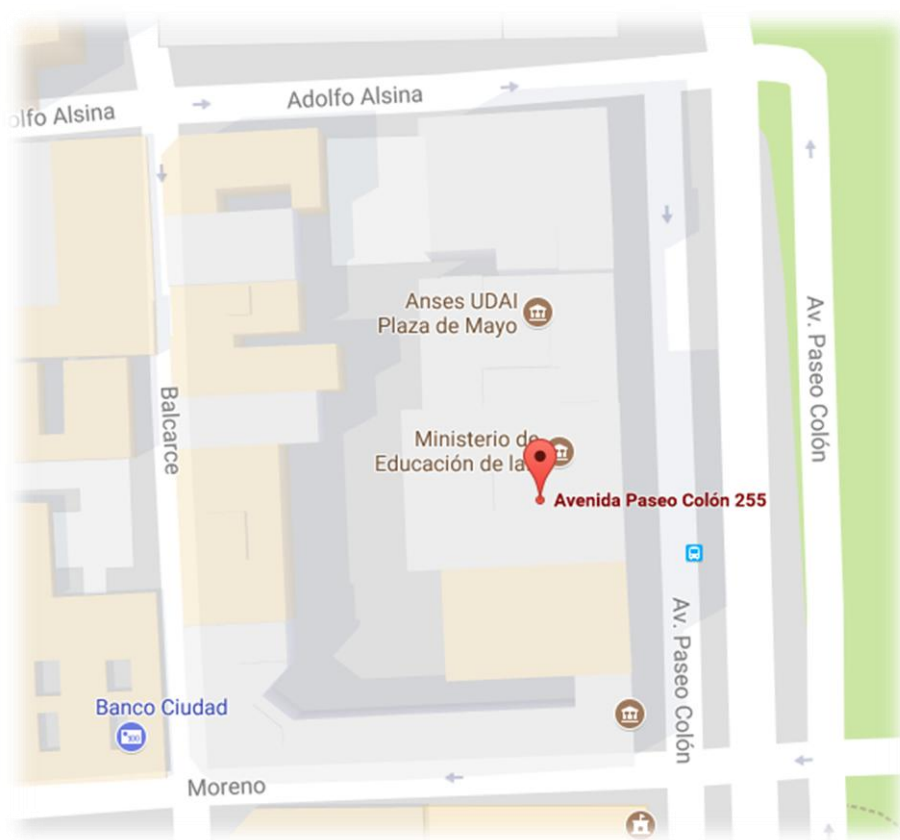 olfo Alsina
Adolfo Alsina
Anses UDAI
Plaza de Mayo
Av. Paseo Colón
Balcarce
Ministerio de
Educación de la
Avenida Paseo Colón 255
Av. Paseo Colón
Banco Ciudad
Moreno